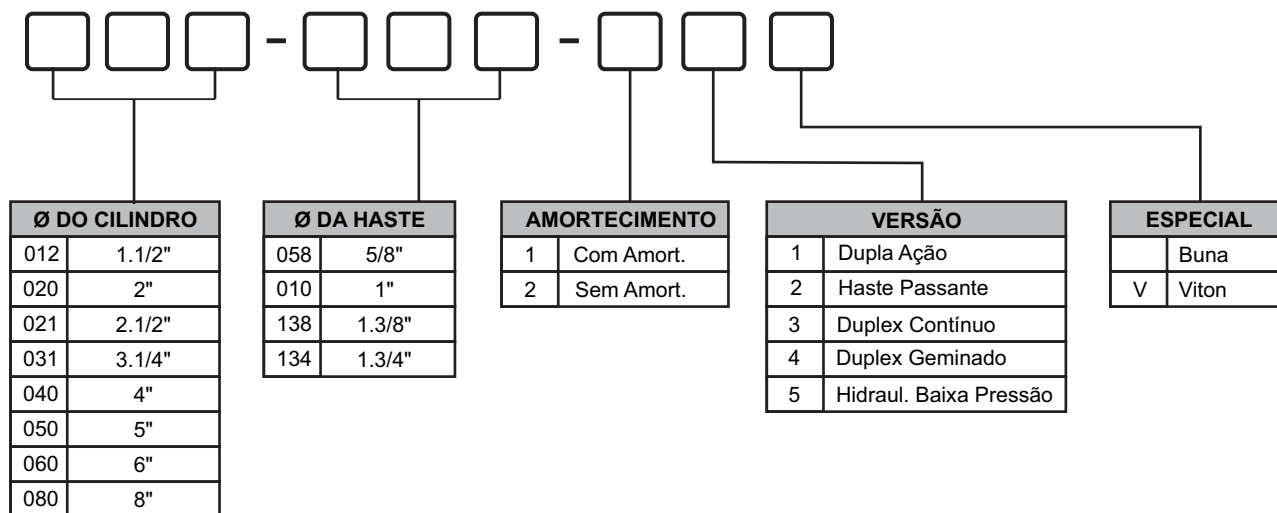 - -
Ø DO CILINDRO
012 1.1/2"
020 2"
021 2.1/2"
031 3.1/4"
040 4"
050 5"
060 6"
080 8"
Ø DA HASTE
058 5/8"
010 1"
138 1.3/8"
134 1.3/4"
AMORTECIMENTO
1 Com Amort.
2 Sem Amort.
VERSÃO
1 Dupla Ação
2 Haste Passante
3 Duplex Contínuo
4 Duplex Geminado
5 Hidraul. Baixa Pressão
ESPECIAL
Buna
V Viton